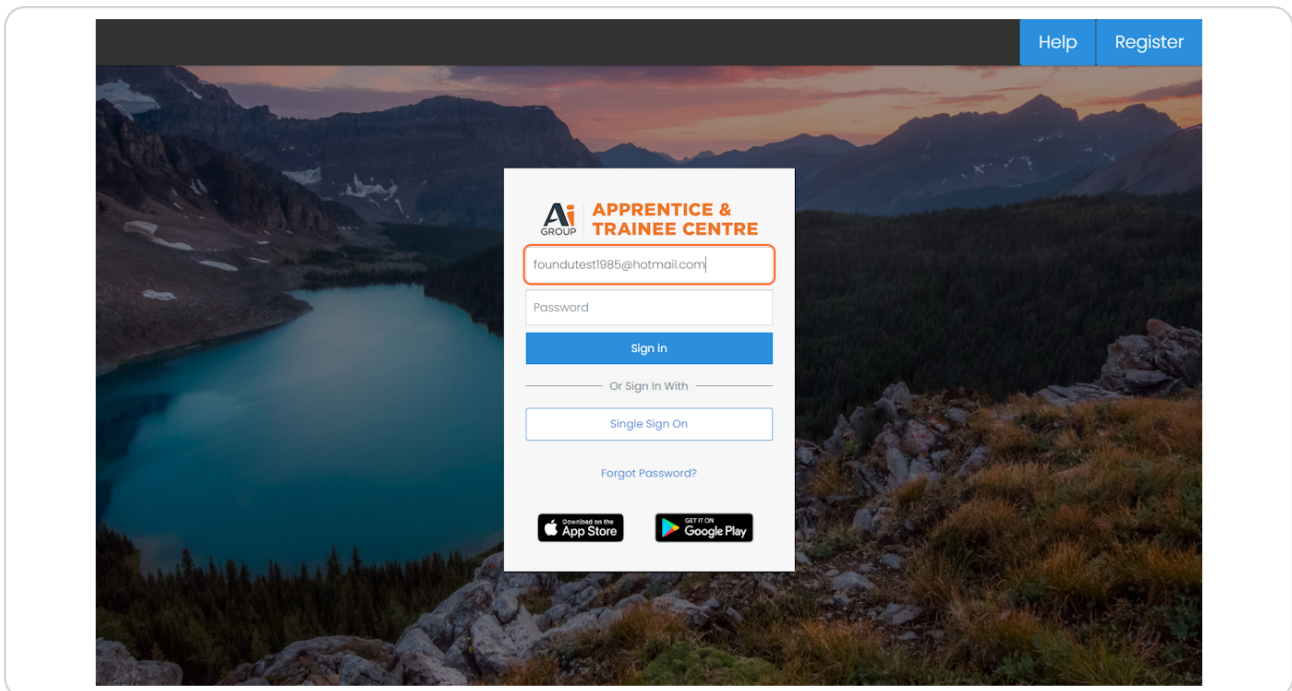 Help Register
Ai GROUP
APPRENTICE &
TRAINEE CENTRE
foundutest1985@hotmail.com
Password
Sign in
Or Sign In With
Single Sign On
Forgot Password?
Download on the
App Store
GET IT ON
Google Play